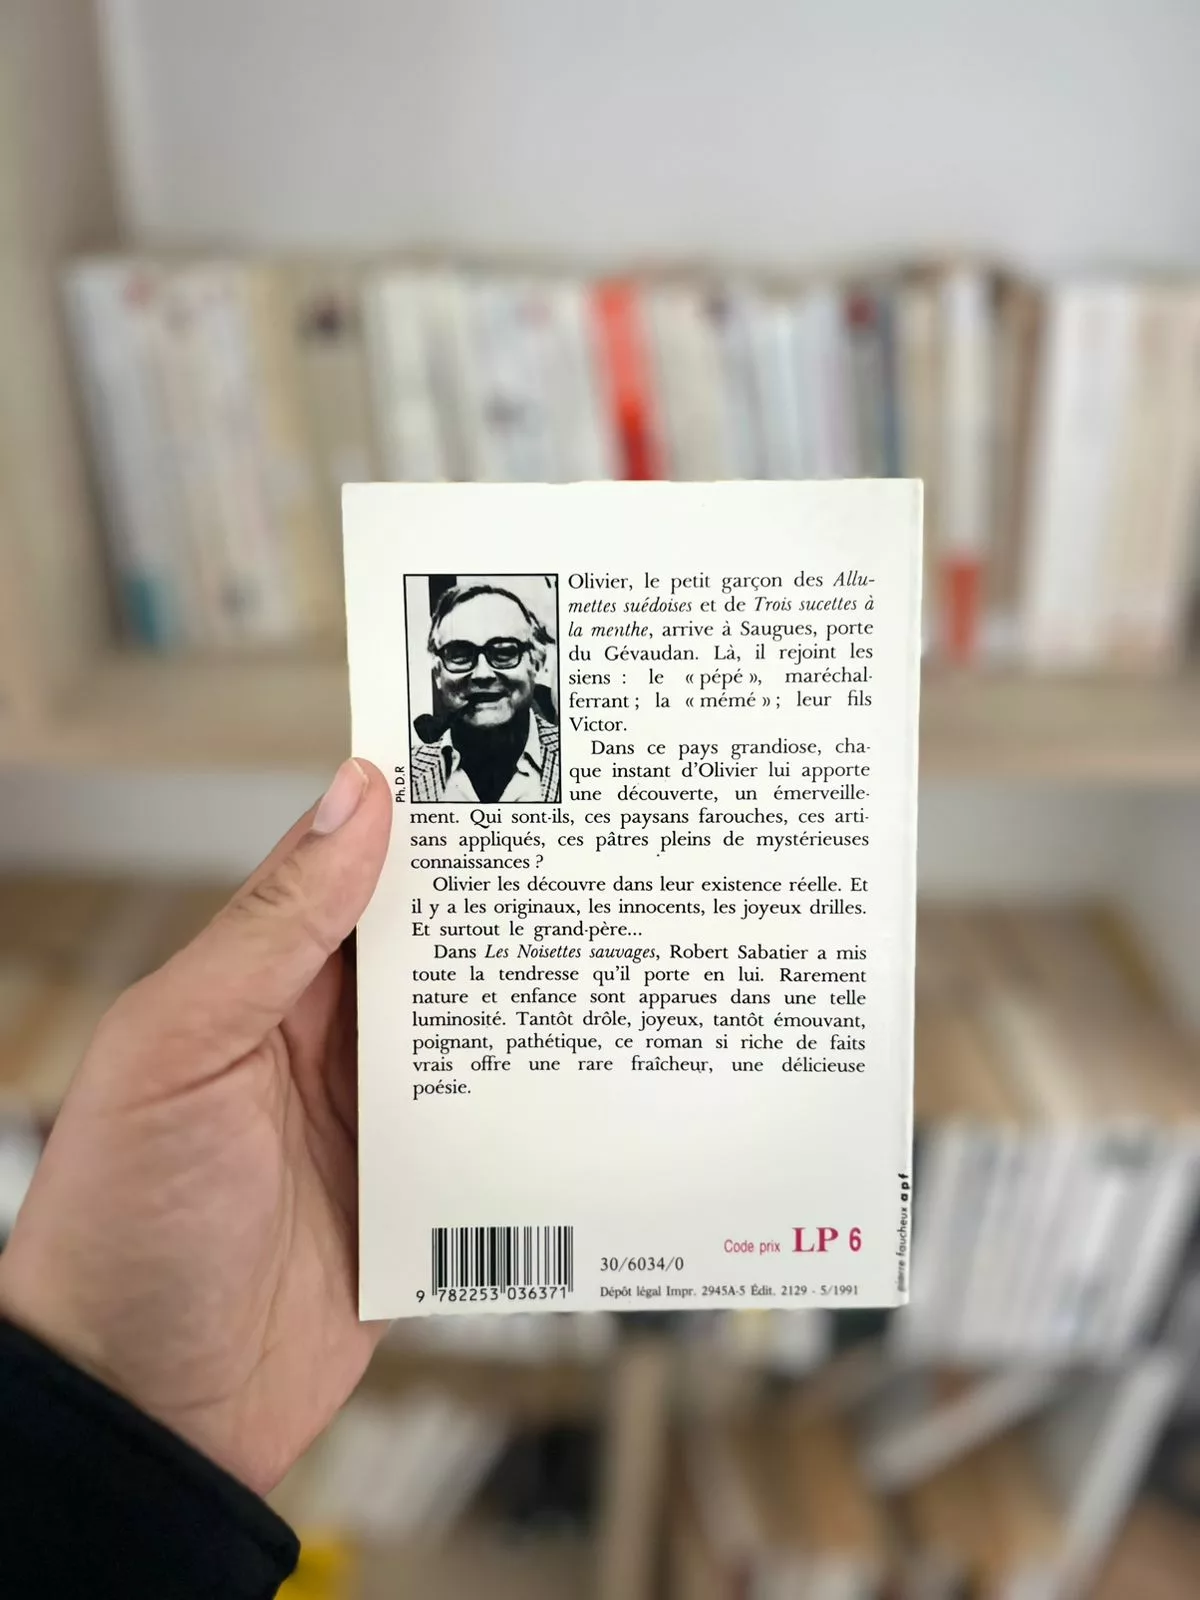 Olivier, le petit garçon des Allu-
mettes suédoises et de Trois sucettes à
la menthe, arrive à Saugues, porte
du Gévaudan. Là, il rejoint les
siens : le « pépé », maréchal-
ferrant ; la « mémé » ; leur fils
Victor.
Dans ce pays grandiose, cha-
que instant d'Olivier lui apporte
une découverte, un émerveille-
ment. Qui sont-ils, ces paysans farouches, ces arti-
sans appliqués, ces pâtres pleins de mystérieuses
connaissances ?
Olivier les découvre dans leur existence réelle. Et
il y a les originaux, les innocents, les joyeux drilles.
Et surtout le grand-père...
Dans Les Noisettes sauvages, Robert Sabatier a mis
toute la tendresse qu'il porte en lui. Rarement
nature et enfance sont apparues dans une telle
luminosité. Tantôt drôle, joyeux, tantôt émouvant,
poignant, pathétique, ce roman si riche de faits
vrais offre une rare fraîcheur, une délicieuse
poésie.
Ph. D.R
Code prix LP 6
30/6034/0
9 782253 036371
Dépôt légal Impr. 2945A-5 Édit. 2129 - 5/1991
pierre faucheux apf